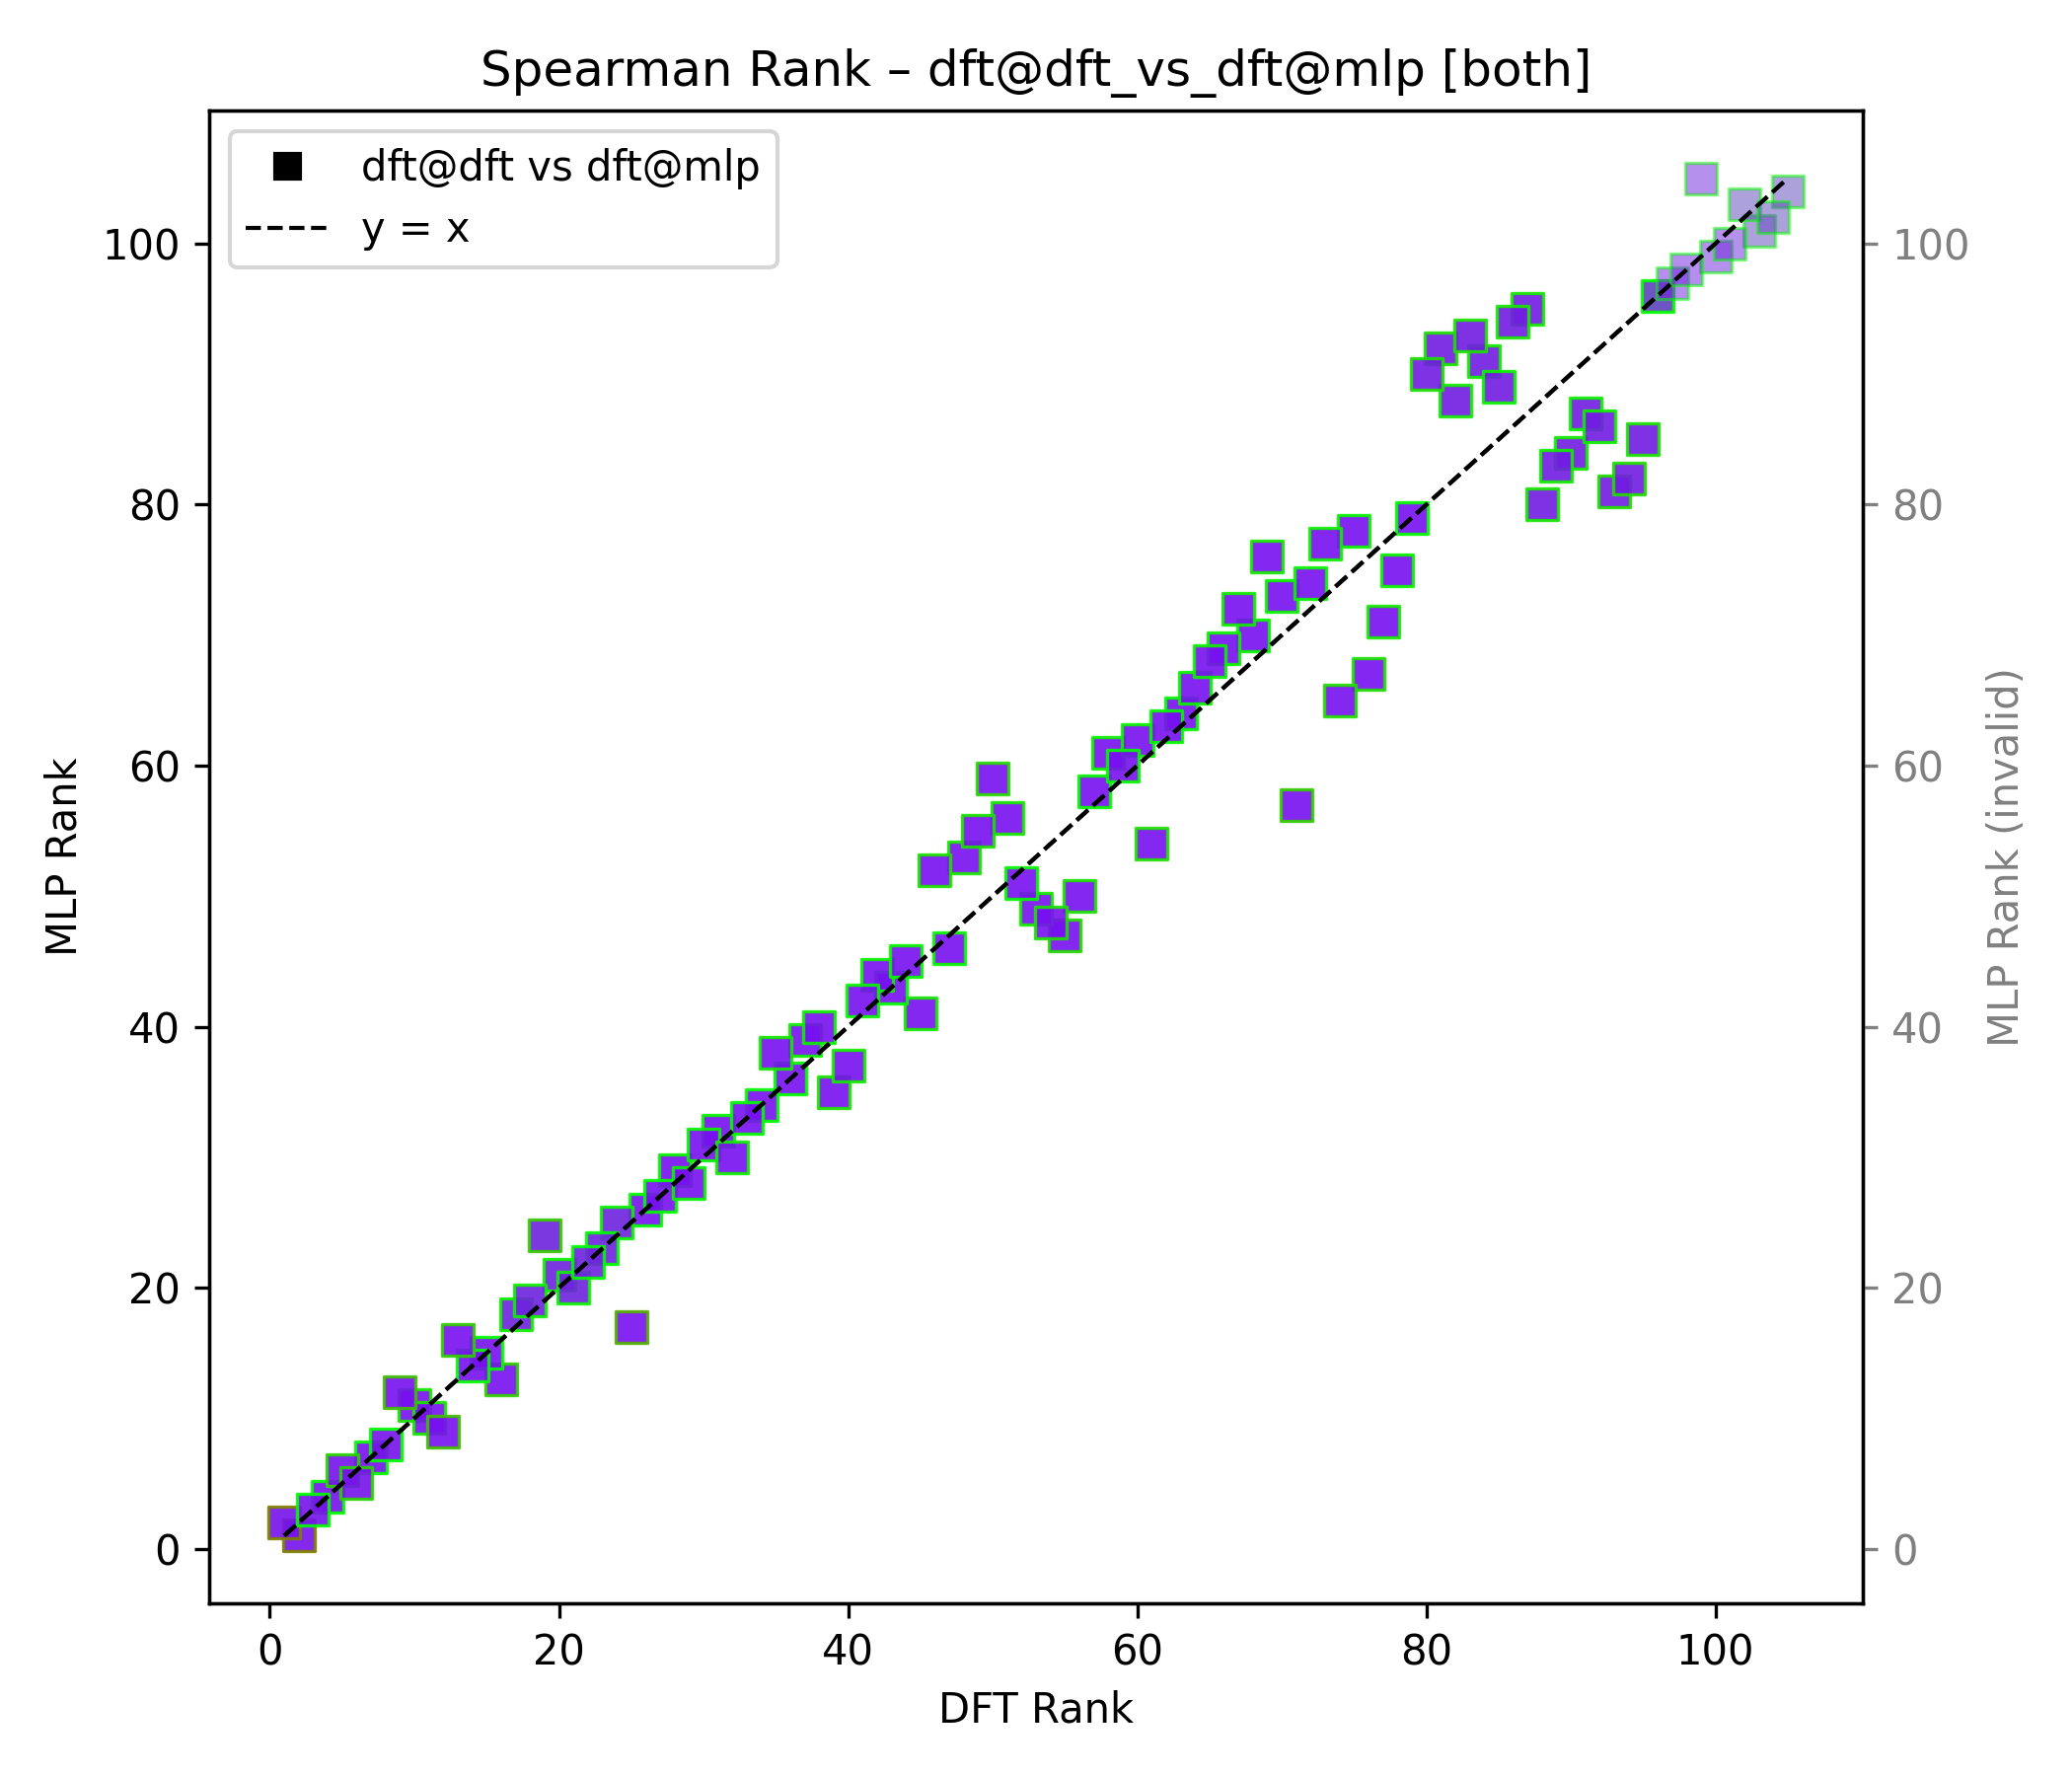 Spearman Rank – dft@dft_vs_dft@mlp [both]
dft@dft vs dft@mlp
y = x
MLP Rank
100
80
60
40
20
0
MLP Rank (invalid)
100
80
60
40
20
0
0 20 40 60 80 100
DFT Rank